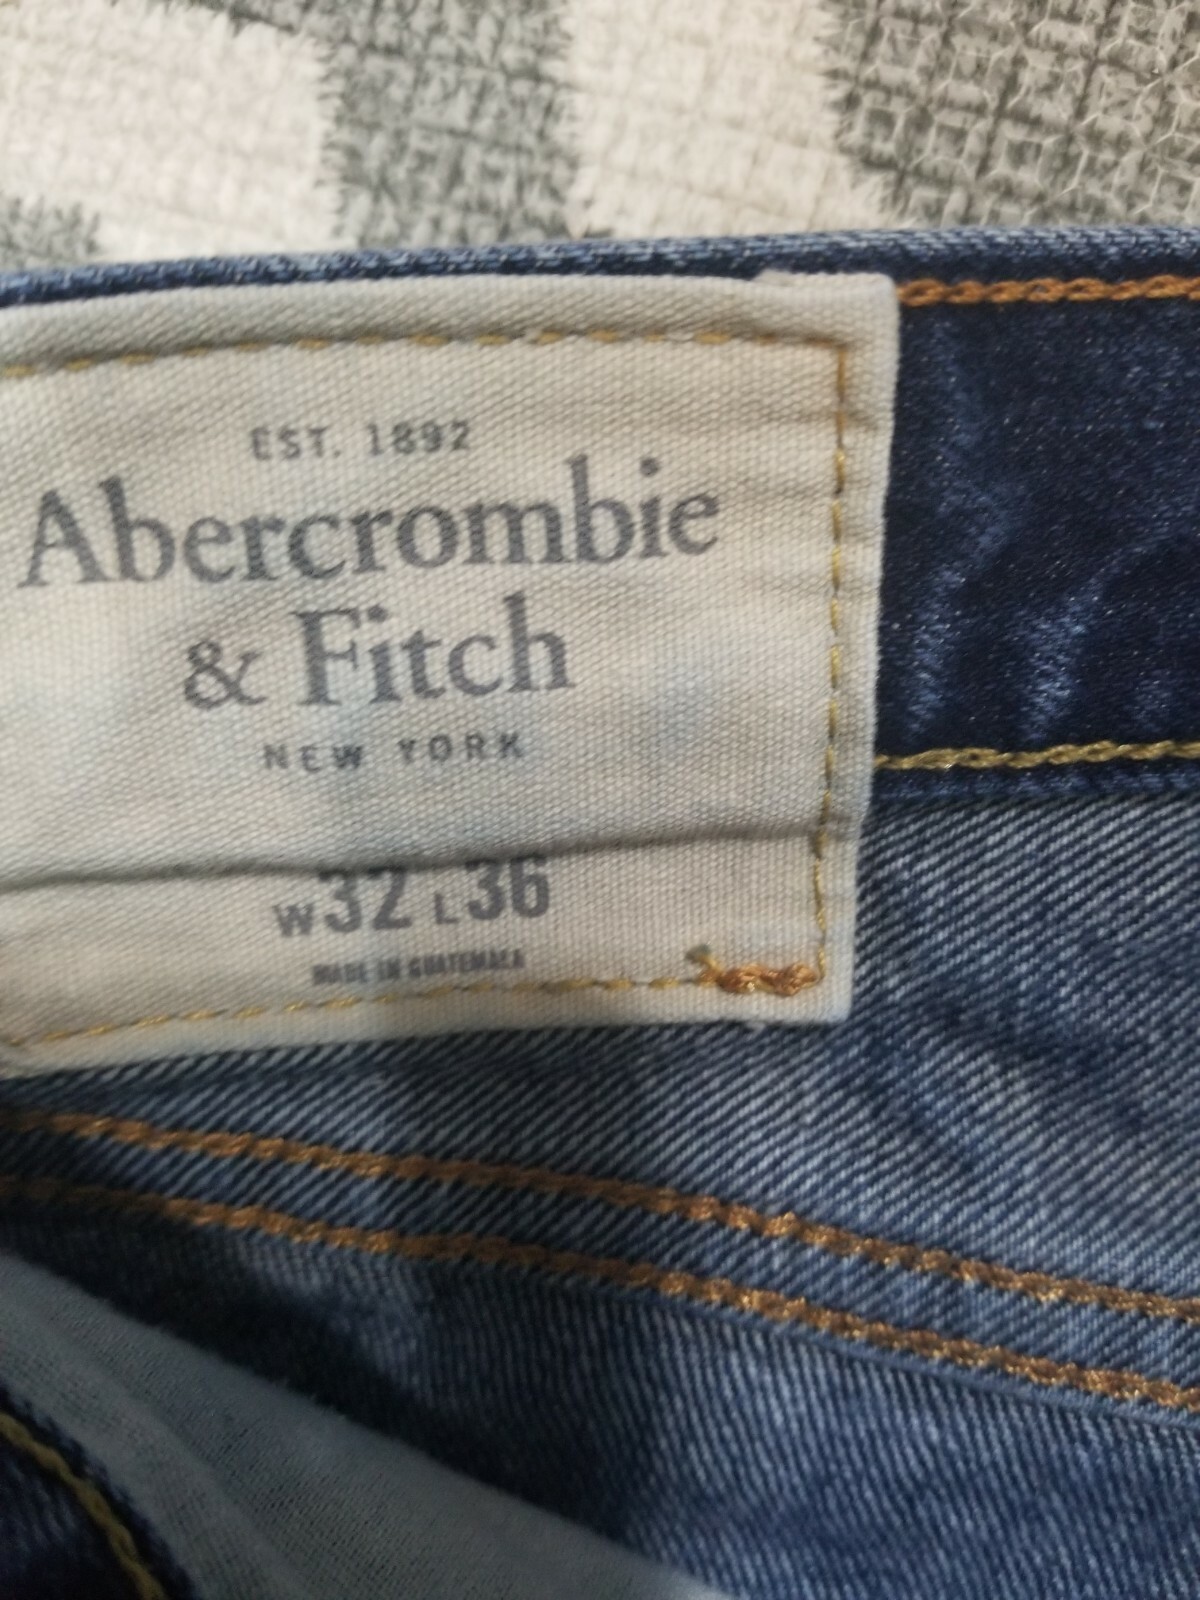 EST. 1892
Abercrombie
& Fitch
NEW YORK
W32 L36
MADE IN GUATEMALA